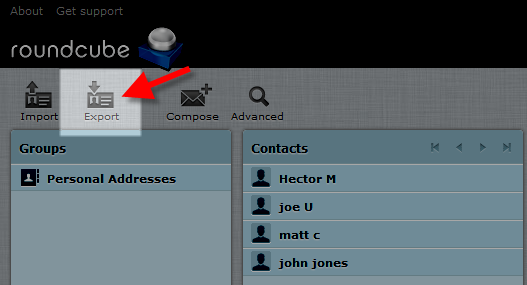 About Get support
roundcube
Import Export Compose Advanced
Groups
Personal Addresses
Contacts
Hector M
joe U
matt c
john jones